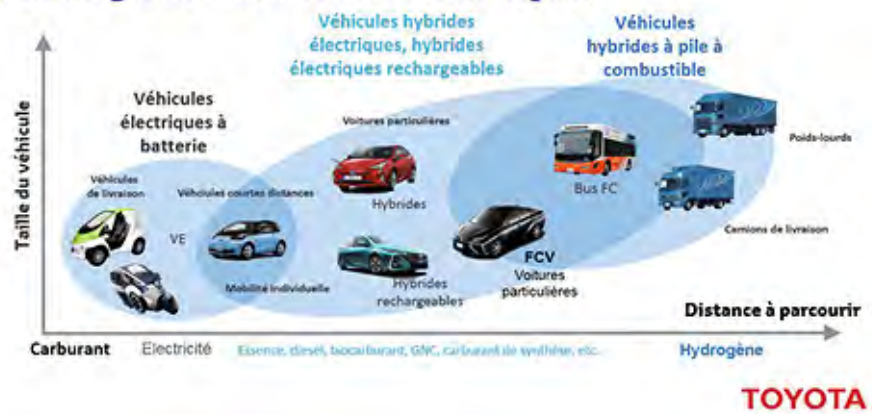 Véhicules hybrides
électriques, hybrides
électriques rechargeables
Véhicules
hybrides à pile à
combustible
Véhicules
électriques à
batterie
Taille du véhicule
Voitures particulières
Poids-lourds
Véhicules
de livraison
Véhicules courtes distances
Bus FC
Hybrides
VE
Camions de livraison
FCV
Voitures
particulières
Mobilité individuelle
Hybrides
rechargeables
Distance à parcourir
Carburant
Electricité
Essence, diesel, biocarburant, GNC, carburant de synthèse, etc.
Hydrogène
TOYOTA